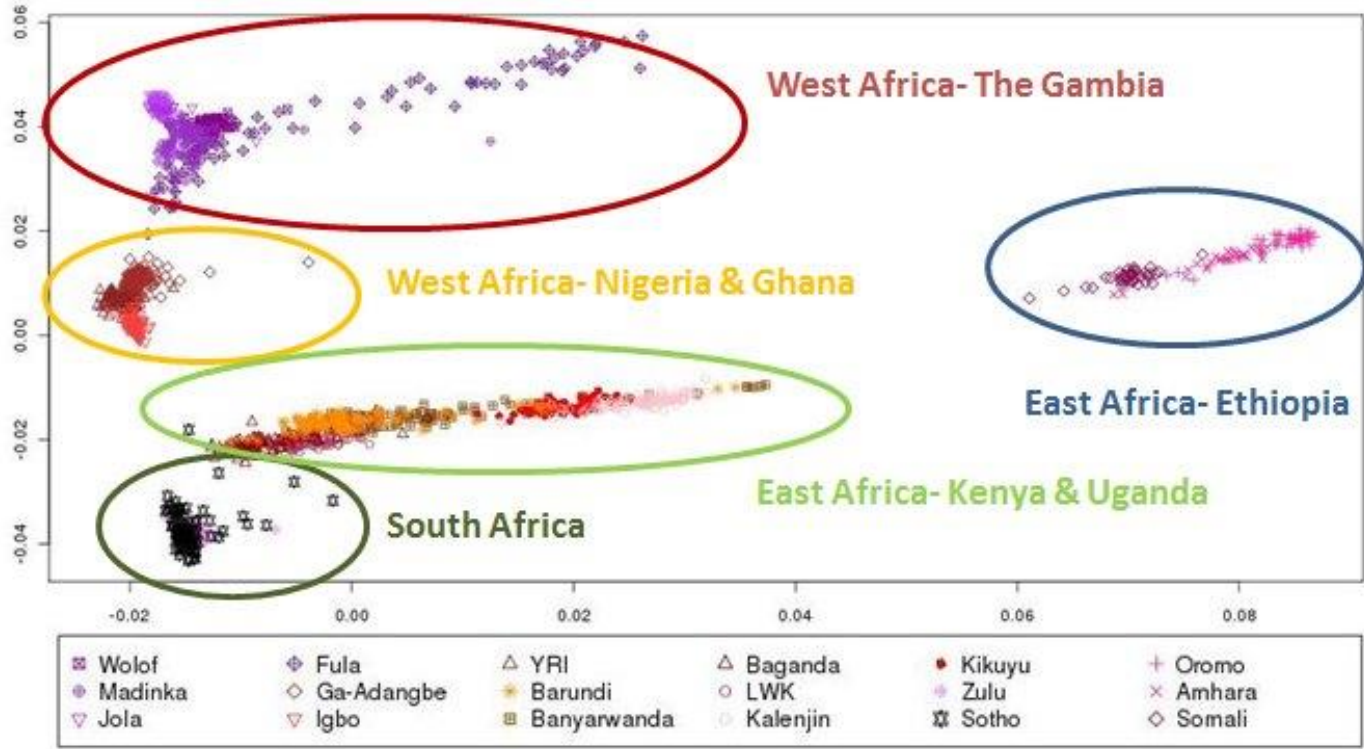 0.06
0.04
0.02
0.00
-0.02
-0.04
West Africa- The Gambia
West Africa- Nigeria & Ghana
East Africa- Ethiopia
East Africa- Kenya & Uganda
South Africa
-0.02 0.00 0.02 0.04 0.06 0.08
Wolof Fula YRI Baganda Kikuyu Oromo
Madinka Ga-Adangbe Barundi LWK Zulu Amhara
Jola Igbo Banyarwanda Kalenjin Sotho Somali